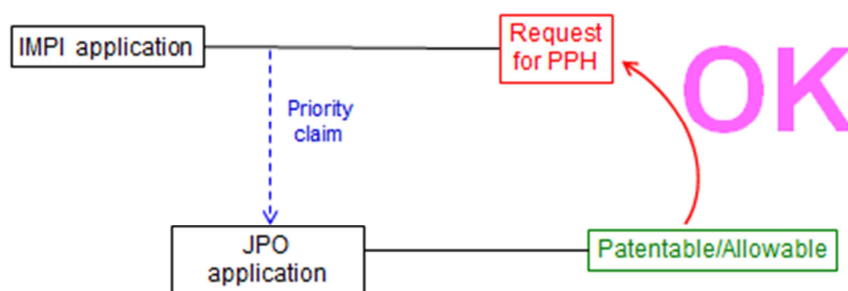 IMPI application
Request
for PPH
OK
Priority
claim
JPO
application
Patentable/Allowable